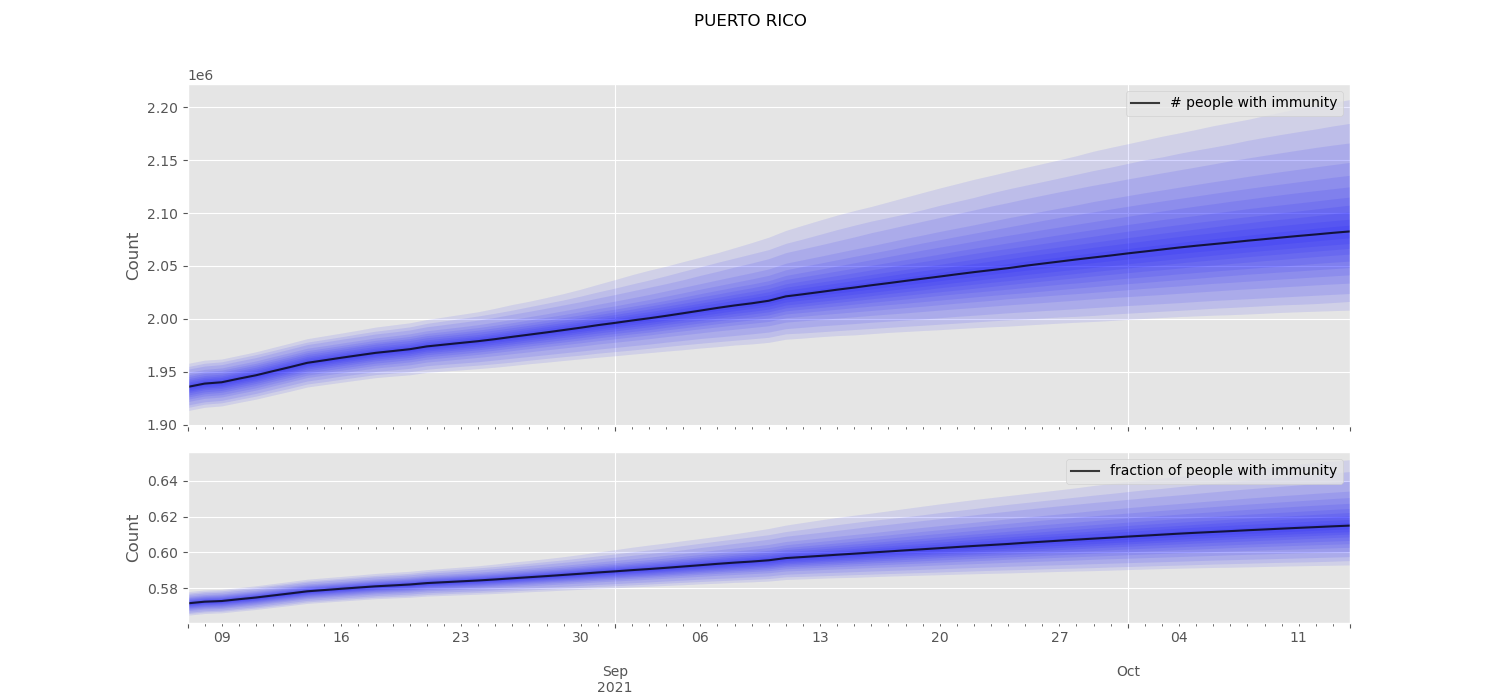 PUERTO RICO
1e6
# people with immunity
2.20
2.15
2.10
2.05
2.00
1.95
1.90
Count
fraction of people with immunity
0.64
0.62
0.60
0.58
Count
09 16 23 30 06 13 20 27 04 11
Sep Oct
2021